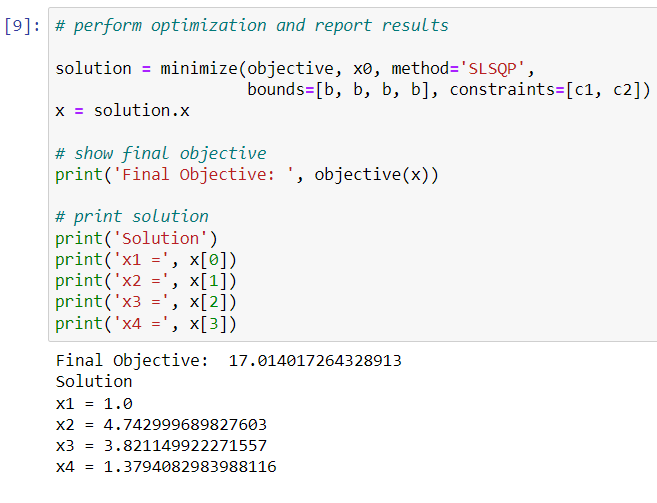 [9]: # perform optimization and report results
solution = minimize(objective, x0, method='SLSQP',
bounds=[b, b, b, b], constraints=[c1, c2])
x = solution.x
# show final objective
print('Final Objective: ', objective(x))
# print solution
print('Solution')
print('x1 =', x[0])
print('x2 =', x[1])
print('x3 =', x[2])
print('x4 =', x[3])
Final Objective:  17.014017264328913
Solution
x1 = 1.0
x2 = 4.742999689827603
x3 = 3.821149922271557
x4 = 1.3794082983988116